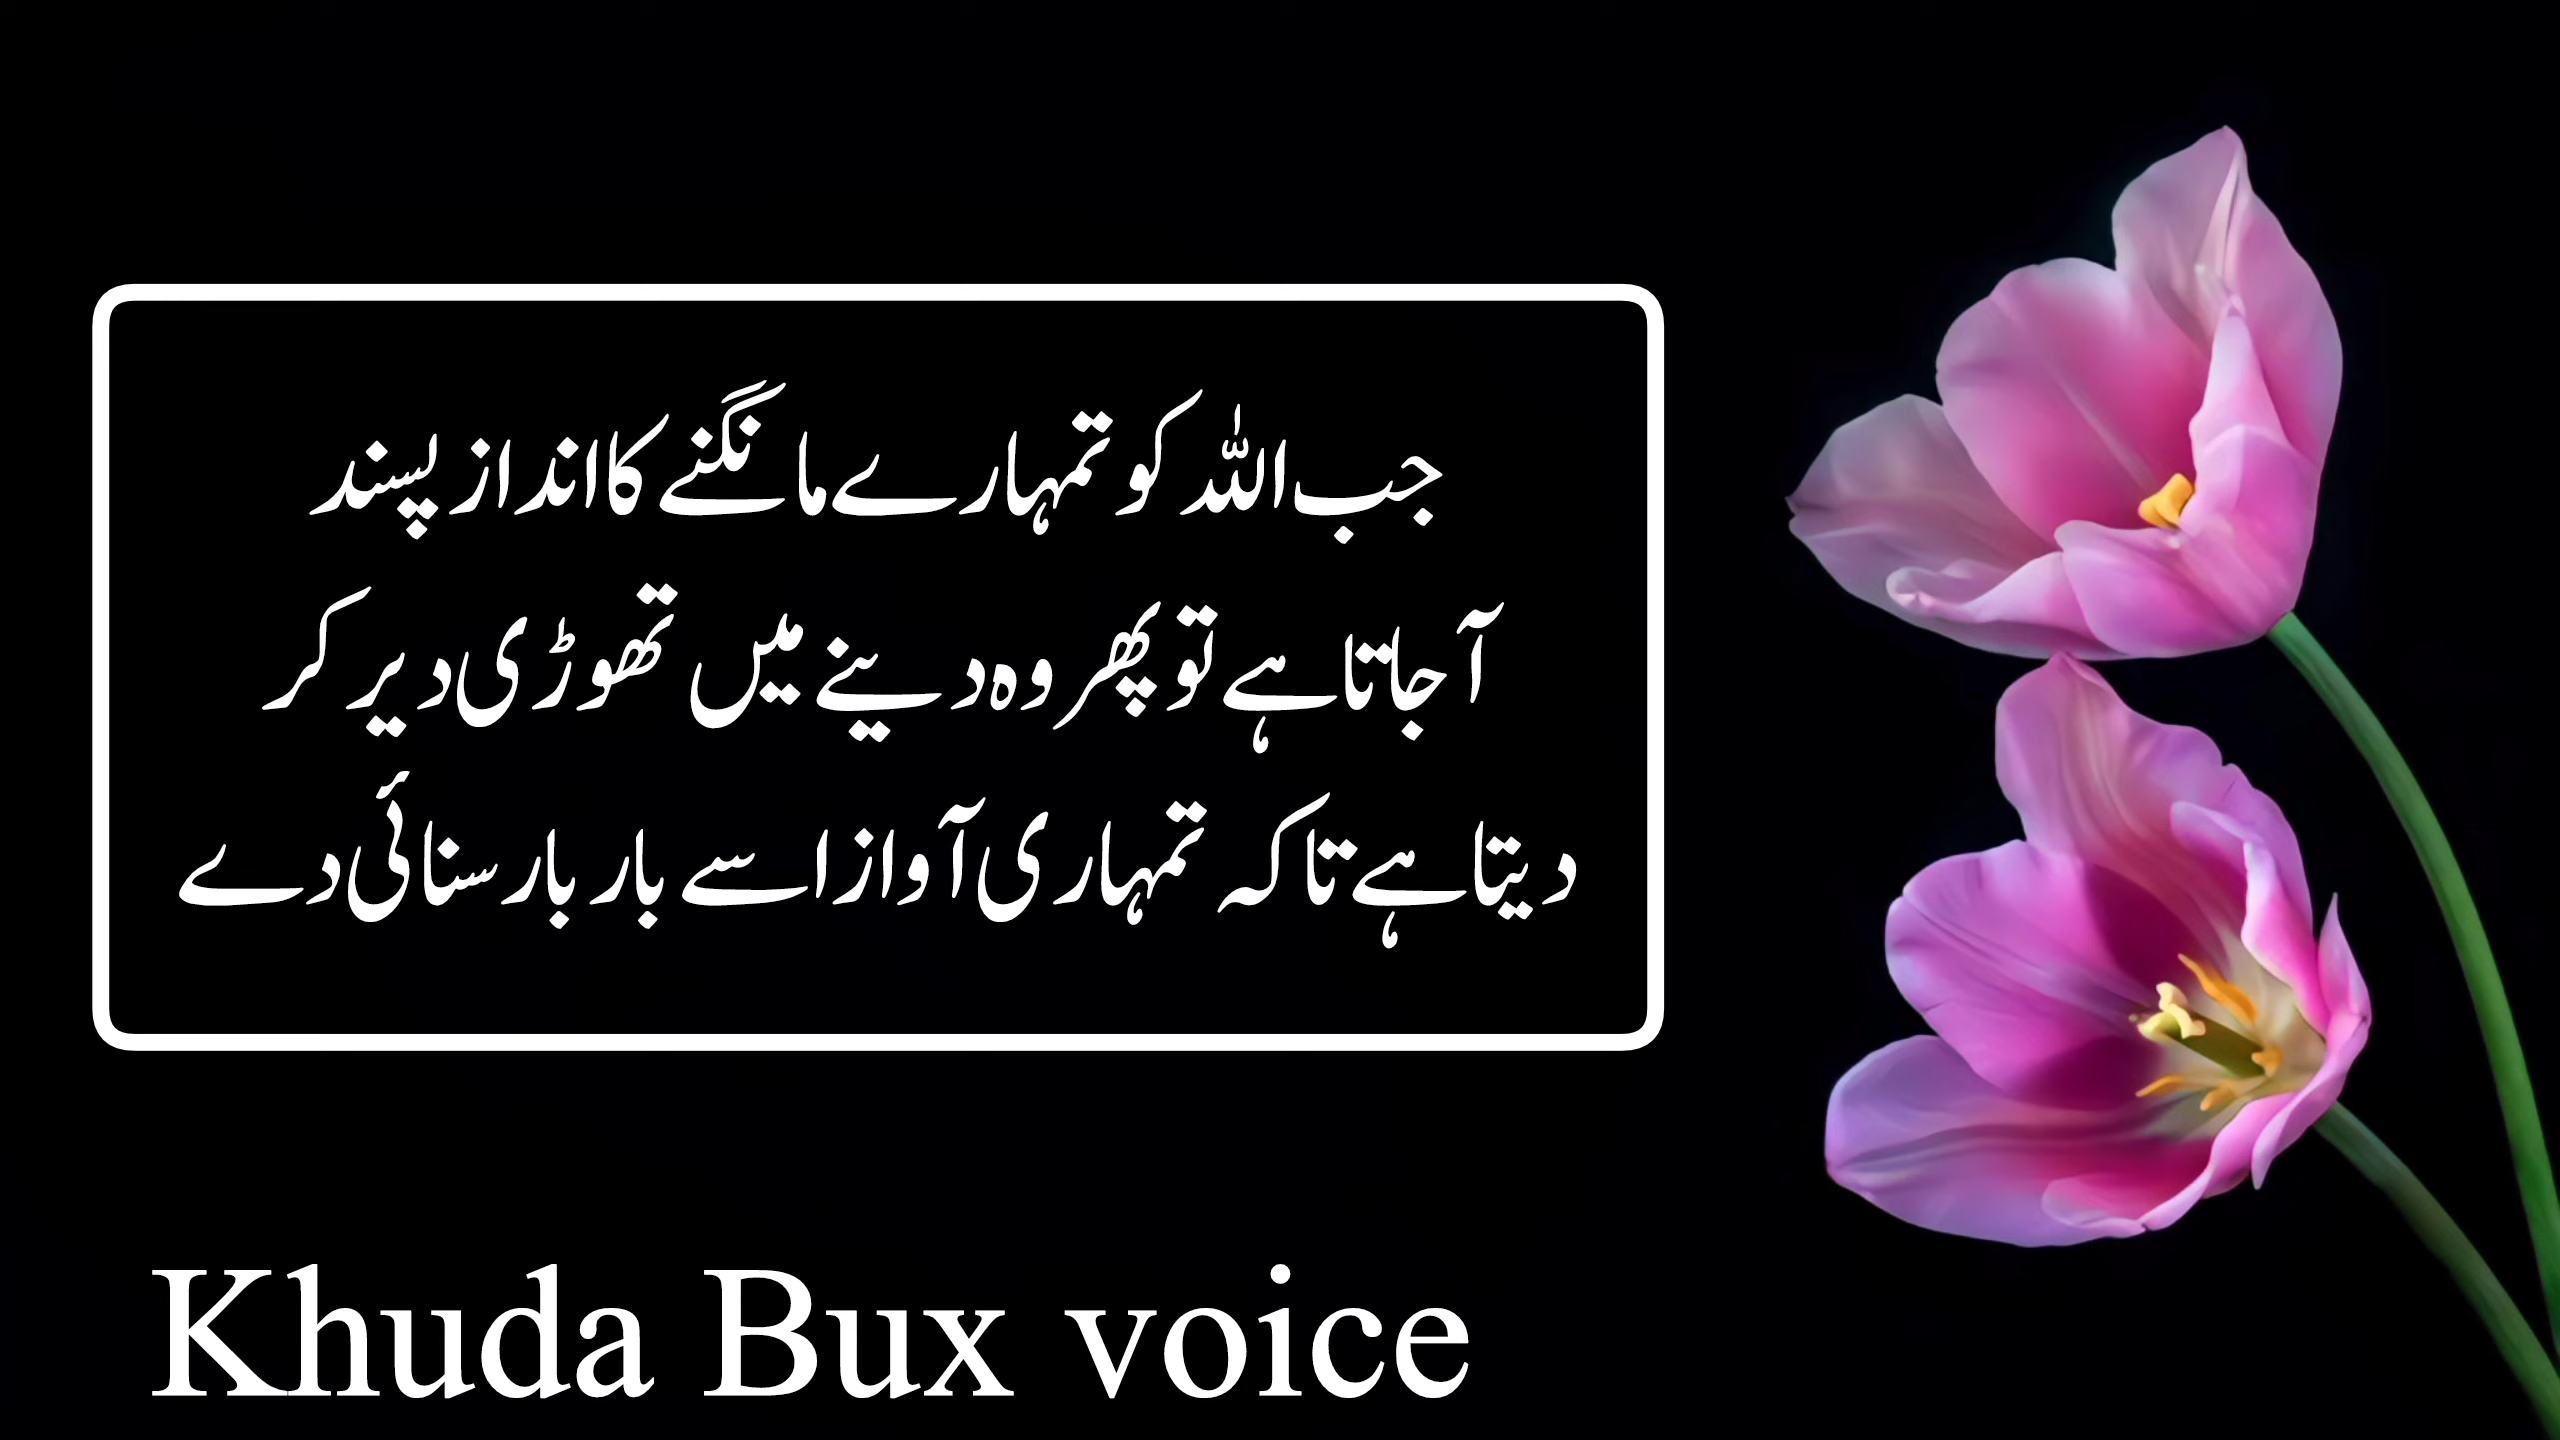 جب اللہ کو تمہارے مانگنے کا انداز پسند
آ جاتا ہے تو پھر وہ دینے میں تھوڑی دیر کر
دیتا ہے تاکہ تمہاری آواز اسے بار بار سنائی دے
Khuda Bux voice